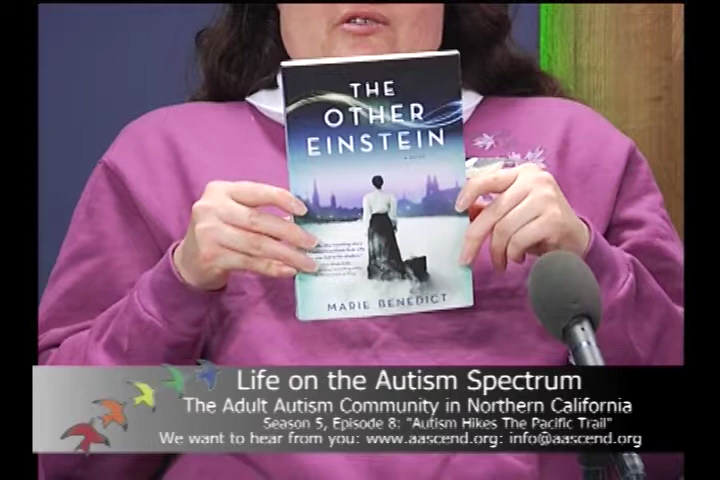 THE
OTHER
EINSTEIN
a novel
MARIE BENEDICT
Life on the Autism Spectrum
The Adult Autism Community in Northern California
Season 5, Episode 8: "Autism Hikes The Pacific Trail"
We want to hear from you: www.aascend.org: info@aascend.org